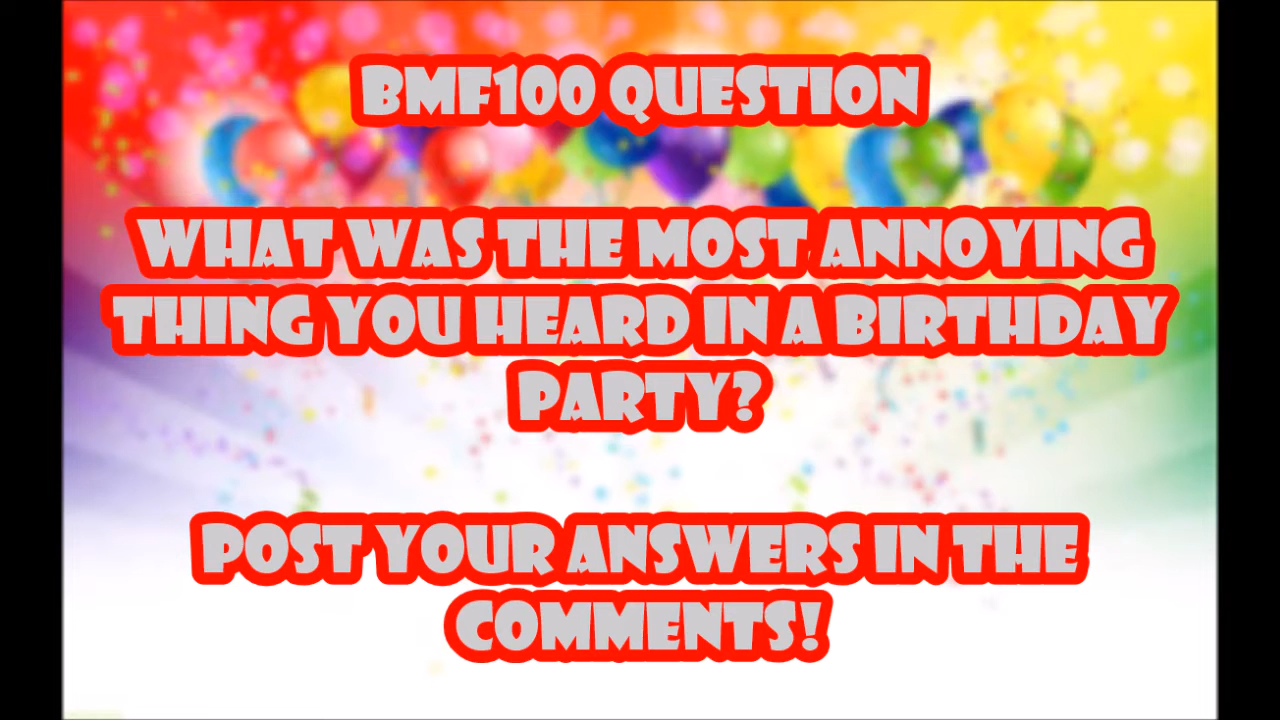 BMF100 QUESTION
WHAT WAS THE MOST ANNOYING
THING YOU HEARD IN A BIRTHDAY
PARTY?
POST YOUR ANSWERS IN THE
COMMENTS!